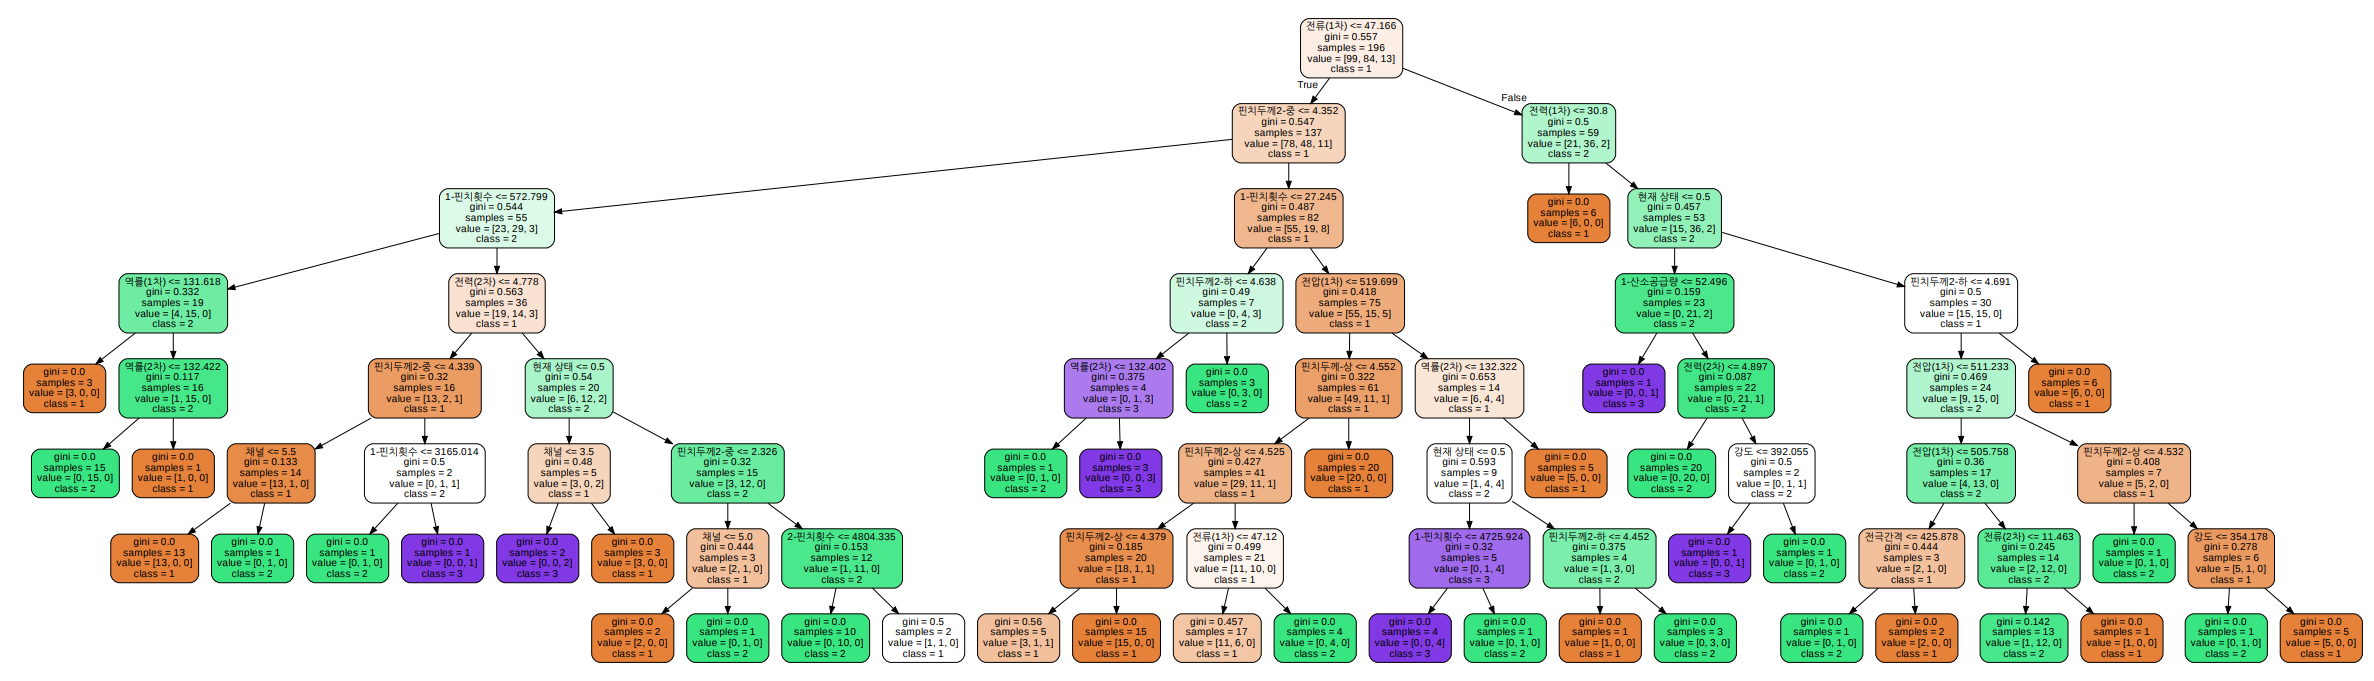 전류(1차) <= 47.166
gini = 0.557
samples = 196
value = [99, 84, 13]
class = 1
True
False
핀치두께2-중 <= 4.352
gini = 0.547
samples = 137
value = [78, 48, 11]
class = 1
전력(1차) <= 30.8
gini = 0.5
samples = 59
value = [21, 36, 2]
class = 2
1-핀치횟수 <= 572.799
gini = 0.544
samples = 55
value = [23, 29, 3]
class = 2
1-핀치횟수 <= 27.245
gini = 0.487
samples = 82
value = [55, 19, 8]
class = 1
gini = 0.0
samples = 6
value = [6, 0, 0]
class = 1
현재 상태 <= 0.5
gini = 0.457
samples = 53
value = [15, 36, 2]
class = 2
역률(1차) <= 131.618
gini = 0.332
samples = 19
value = [4, 15, 0]
class = 2
전력(2차) <= 4.778
gini = 0.563
samples = 36
value = [19, 14, 3]
class = 1
핀치두께2-하 <= 4.638
gini = 0.49
samples = 7
value = [0, 4, 3]
class = 2
전압(1차) <= 519.699
gini = 0.418
samples = 75
value = [55, 15, 5]
class = 1
1-산소공급량 <= 52.496
gini = 0.159
samples = 23
value = [0, 21, 2]
class = 2
핀치두께2-하 <= 4.691
gini = 0.5
samples = 30
value = [15, 15, 0]
class = 1
gini = 0.0
samples = 3
value = [3, 0, 0]
class = 1
역률(2차) <= 132.422
gini = 0.117
samples = 16
value = [1, 15, 0]
class = 2
핀치두께2-중 <= 4.339
gini = 0.32
samples = 16
value = [13, 2, 1]
class = 1
현재 상태 <= 0.5
gini = 0.54
samples = 20
value = [6, 12, 2]
class = 2
역률(2차) <= 132.402
gini = 0.375
samples = 4
value = [0, 1, 3]
class = 3
gini = 0.0
samples = 3
value = [0, 3, 0]
class = 2
핀치두께-상 <= 4.552
gini = 0.322
samples = 61
value = [49, 11, 1]
class = 1
역률(2차) <= 132.322
gini = 0.653
samples = 14
value = [6, 4, 4]
class = 1
gini = 0.0
samples = 1
value = [0, 0, 1]
class = 3
전력(2차) <= 4.897
gini = 0.087
samples = 22
value = [0, 21, 1]
class = 2
전압(1차) <= 511.233
gini = 0.469
samples = 24
value = [9, 15, 0]
class = 2
gini = 0.0
samples = 6
value = [6, 0, 0]
class = 1
gini = 0.0
samples = 15
value = [0, 15, 0]
class = 2
gini = 0.0
samples = 1
value = [1, 0, 0]
class = 1
채널 <= 5.5
gini = 0.133
samples = 14
value = [13, 1, 0]
class = 1
1-핀치횟수 <= 3165.014
gini = 0.5
samples = 2
value = [0, 1, 1]
class = 2
채널 <= 3.5
gini = 0.48
samples = 5
value = [3, 0, 2]
class = 1
핀치두께2-중 <= 2.326
gini = 0.32
samples = 15
value = [3, 12, 0]
class = 2
gini = 0.0
samples = 1
value = [0, 1, 0]
class = 2
gini = 0.0
samples = 3
value = [0, 0, 3]
class = 3
핀치두께2-상 <= 4.525
gini = 0.427
samples = 41
value = [29, 11, 1]
class = 1
gini = 0.0
samples = 20
value = [20, 0, 0]
class = 1
현재 상태 <= 0.5
gini = 0.593
samples = 9
value = [1, 4, 4]
class = 2
gini = 0.0
samples = 5
value = [5, 0, 0]
class = 1
gini = 0.0
samples = 20
value = [0, 20, 0]
class = 2
강도 <= 392.055
gini = 0.5
samples = 2
value = [0, 1, 1]
class = 2
전압(1차) <= 505.758
gini = 0.36
samples = 17
value = [4, 13, 0]
class = 2
핀치두께2-상 <= 4.532
gini = 0.408
samples = 7
value = [5, 2, 0]
class = 1
gini = 0.0
samples = 13
value = [13, 0, 0]
class = 1
gini = 0.0
samples = 1
value = [0, 1, 0]
class = 2
gini = 0.0
samples = 1
value = [0, 1, 0]
class = 2
gini = 0.0
samples = 1
value = [0, 0, 1]
class = 3
gini = 0.0
samples = 2
value = [0, 0, 2]
class = 3
gini = 0.0
samples = 3
value = [3, 0, 0]
class = 1
채널 <= 5.0
gini = 0.444
samples = 3
value = [2, 1, 0]
class = 1
2-핀치횟수 <= 4804.335
gini = 0.153
samples = 12
value = [1, 11, 0]
class = 2
핀치두께2-상 <= 4.379
gini = 0.185
samples = 20
value = [18, 1, 1]
class = 1
전류(1차) <= 47.12
gini = 0.499
samples = 21
value = [11, 10, 0]
class = 1
1-핀치횟수 <= 4725.924
gini = 0.32
samples = 5
value = [0, 1, 4]
class = 3
핀치두께2-하 <= 4.452
gini = 0.375
samples = 4
value = [1, 3, 0]
class = 2
gini = 0.0
samples = 1
value = [0, 0, 1]
class = 3
gini = 0.0
samples = 1
value = [0, 1, 0]
class = 2
전극간격 <= 425.878
gini = 0.444
samples = 3
value = [2, 1, 0]
class = 1
전류(2차) <= 11.463
gini = 0.245
samples = 14
value = [2, 12, 0]
class = 2
gini = 0.0
samples = 1
value = [0, 1, 0]
class = 2
강도 <= 354.178
gini = 0.278
samples = 6
value = [5, 1, 0]
class = 1
gini = 0.0
samples = 2
value = [2, 0, 0]
class = 1
gini = 0.0
samples = 1
value = [0, 1, 0]
class = 2
gini = 0.0
samples = 10
value = [0, 10, 0]
class = 2
gini = 0.5
samples = 2
value = [1, 1, 0]
class = 1
gini = 0.56
samples = 5
value = [3, 1, 1]
class = 1
gini = 0.0
samples = 15
value = [15, 0, 0]
class = 1
gini = 0.457
samples = 17
value = [11, 6, 0]
class = 1
gini = 0.0
samples = 4
value = [0, 4, 0]
class = 2
gini = 0.0
samples = 4
value = [0, 0, 4]
class = 3
gini = 0.0
samples = 1
value = [0, 1, 0]
class = 2
gini = 0.0
samples = 1
value = [1, 0, 0]
class = 1
gini = 0.0
samples = 3
value = [0, 3, 0]
class = 2
gini = 0.0
samples = 1
value = [0, 1, 0]
class = 2
gini = 0.0
samples = 2
value = [2, 0, 0]
class = 1
gini = 0.142
samples = 13
value = [1, 12, 0]
class = 2
gini = 0.0
samples = 1
value = [1, 0, 0]
class = 1
gini = 0.0
samples = 1
value = [0, 1, 0]
class = 2
gini = 0.0
samples = 5
value = [5, 0, 0]
class = 1